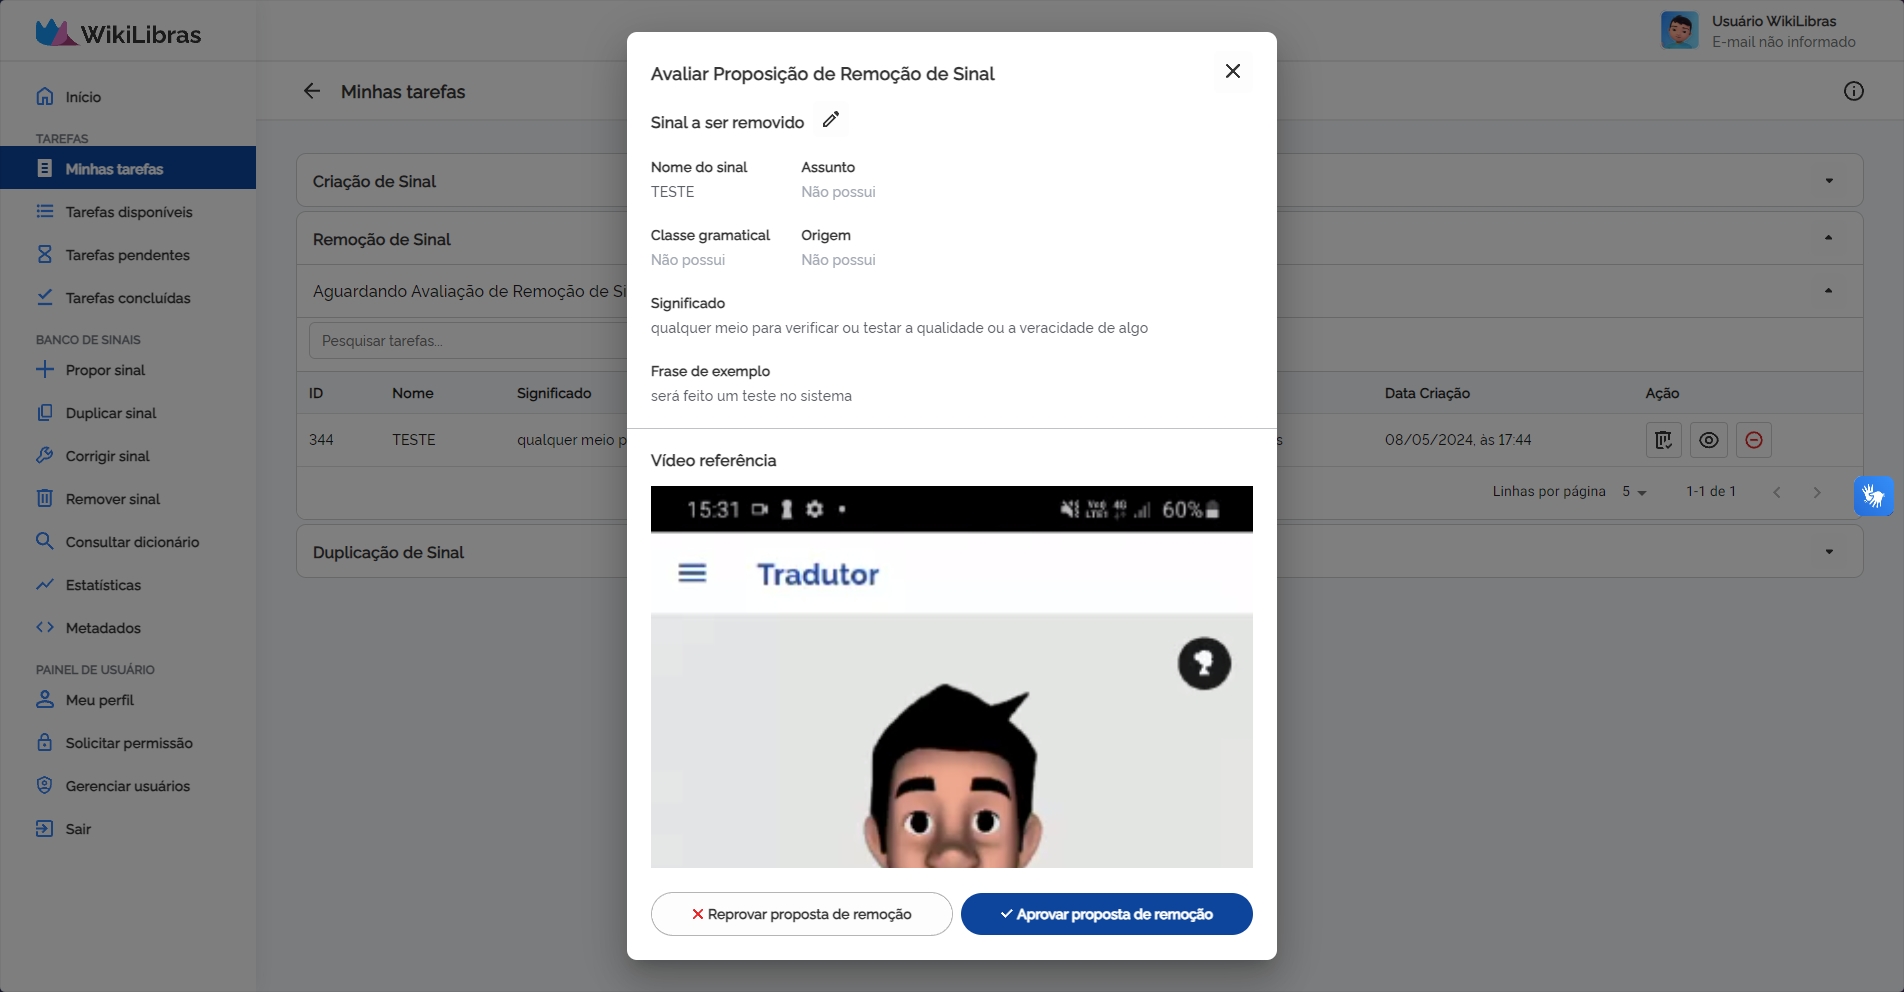 WikiLibras
Usuário WikiLibras
E-mail não informado
Início
TAREFAS
Minhas tarefas
Tarefas disponíveis
Tarefas pendentes
Tarefas concluídas
BANCO DE SINAIS
Propor sinal
Duplicar sinal
Corrigir sinal
Remover sinal
Consultar dicionário
Estatísticas
Metadados
PAINEL DE USUÁRIO
Meu perfil
Solicitar permissão
Gerenciar usuários
Sair
Minhas tarefas
Criação de Sinal
Remoção de Sinal
Aguardando Avaliação de Remoção de Si
Pesquisar tarefas...
ID Nome Significado Data Criação Ação
344 TESTE qualquer meio p s 08/05/2024, às 17:44
Linhas por página 5 1-1 de 1
Duplicação de Sinal
Avaliar Proposição de Remoção de Sinal
Sinal a ser removido
Nome do sinal Assunto
TESTE Não possui
Classe gramatical Origem
Não possui Não possui
Significado
qualquer meio para verificar ou testar a qualidade ou a veracidade de algo
Frase de exemplo
será feito um teste no sistema
Vídeo referência
15:31 60%
Tradutor
Reprovar proposta de remoção Aprovar proposta de remoção